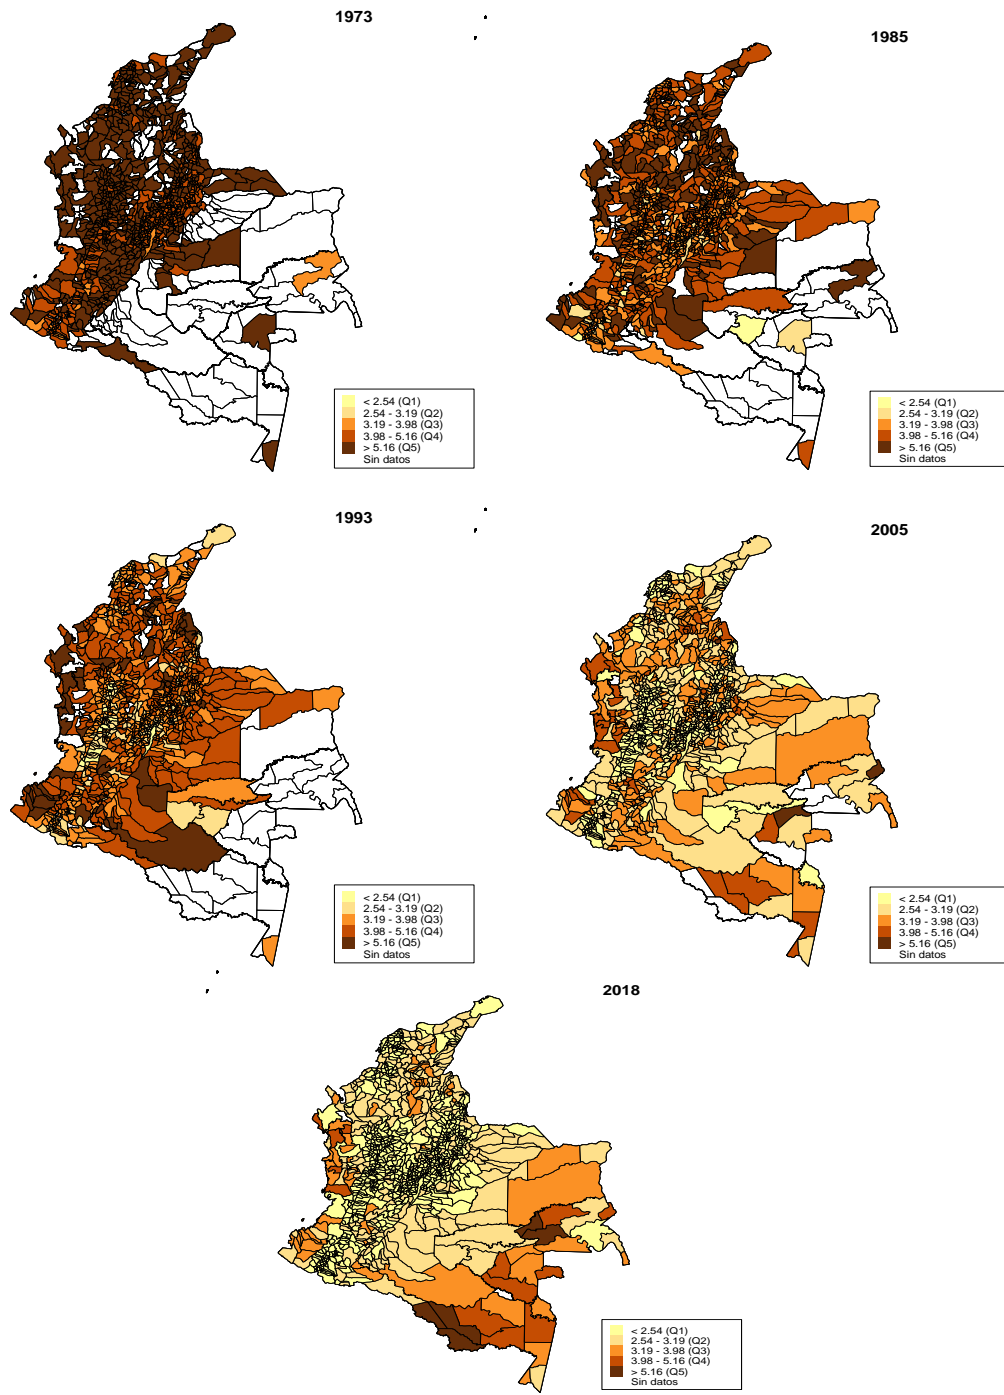 1973
1985
< 2.54 (Q1)
2.54 - 3.19 (Q2)
3.19 - 3.98 (Q3)
3.98 - 5.16 (Q4)
> 5.16 (Q5)
Sin datos
< 2.54 (Q1)
2.54 - 3.19 (Q2)
3.19 - 3.98 (Q3)
3.98 - 5.16 (Q4)
> 5.16 (Q5)
Sin datos
1993
2005
< 2.54 (Q1)
2.54 - 3.19 (Q2)
3.19 - 3.98 (Q3)
3.98 - 5.16 (Q4)
> 5.16 (Q5)
Sin datos
< 2.54 (Q1)
2.54 - 3.19 (Q2)
3.19 - 3.98 (Q3)
3.98 - 5.16 (Q4)
> 5.16 (Q5)
Sin datos
2018
< 2.54 (Q1)
2.54 - 3.19 (Q2)
3.19 - 3.98 (Q3)
3.98 - 5.16 (Q4)
> 5.16 (Q5)
Sin datos